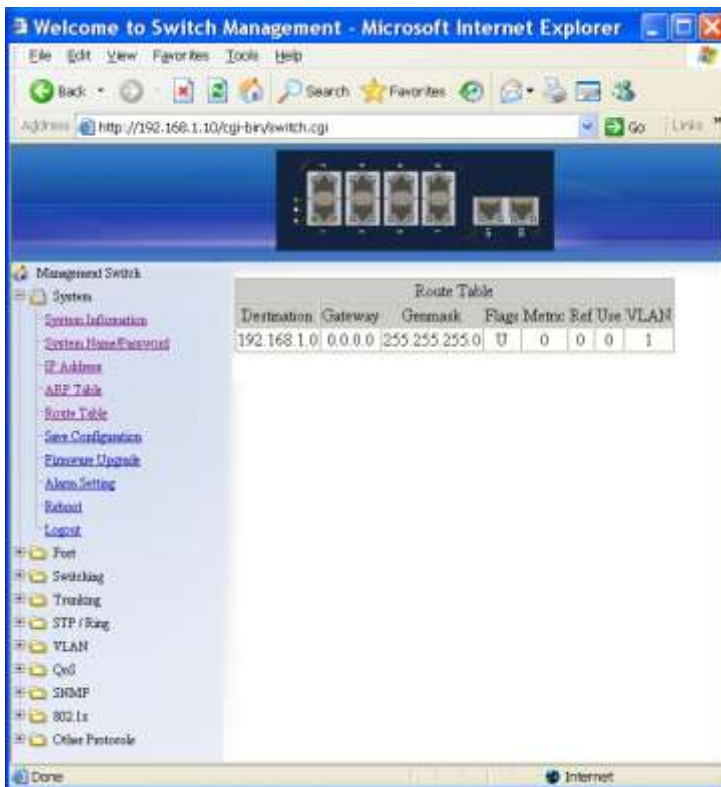 Welcome to Switch Management - Microsoft Internet Explorer
File Edit View Favorites Tools Help
Back Search Favorites
Address http://192.168.1.10/cgi-bin/switch.cgi Go Links »
Management Switch
System
System Information
System Name/Password
IP Address
ARP Table
Route Table
Save Configuration
Firmware Upgrade
Alarm Setting
Reboot
Logout
Port
Switching
Trunking
STP / Ring
VLAN
QoS
SNMP
802.1x
Other Protocols
Route Table
Destination Gateway Genmask Flags Metric Ref Use VLAN
192.168.1.0 0.0.0.0 255.255.255.0 U 0 0 0 1
Done Internet